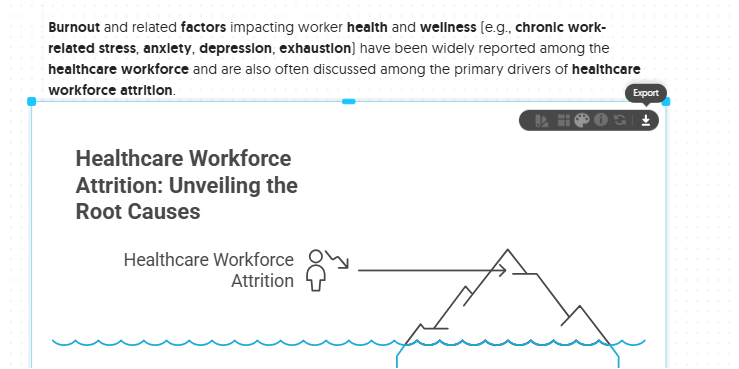 Burnout and related factors impacting worker health and wellness (e.g., chronic work-
related stress, anxiety, depression, exhaustion) have been widely reported among the
healthcare workforce and are also often discussed among the primary drivers of healthcare
workforce attrition.
Export
Healthcare Workforce
Attrition: Unveiling the
Root Causes
Healthcare Workforce
Attrition